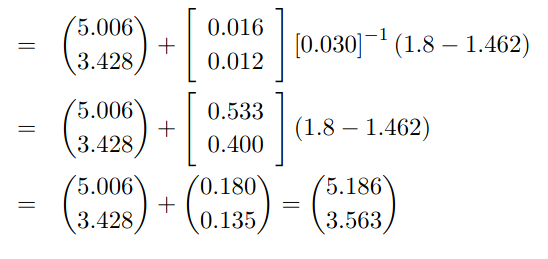 = (5.006 3.428) + [0.016 0.012] [0.030]⁻¹ (1.8 − 1.462)
= (5.006 3.428) + [0.533 0.400] (1.8 − 1.462)
= (5.006 3.428) + (0.180 0.135) = (5.186 3.563)